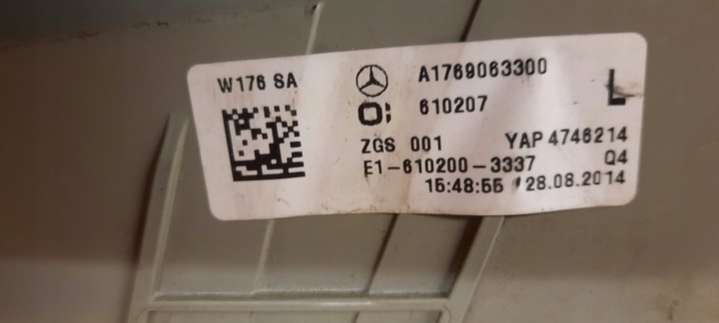 W176 SA
A1769063300
610207
L
ZGS 001 YAP 4746214
E1-610200-3337 Q4
15:48:55 28.08.2014